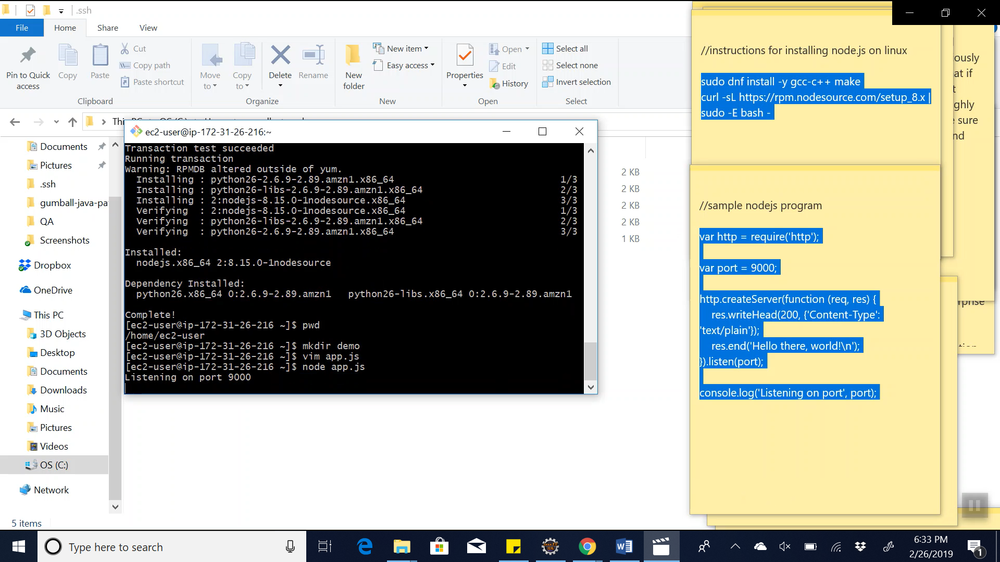 .ssh
File
Home
Share
View
Pin to Quick access
Copy
Paste
Cut
Copy path
Paste shortcut
Clipboard
Move to
Copy to
Delete
Rename
Organize
New folder
New item
Easy access
New
Properties
Open
Edit
History
Open
Select all
Select none
Invert selection
Select
Documents
Pictures
.ssh
gumball-java-pa
QA
Screenshots
Dropbox
OneDrive
This PC
3D Objects
Desktop
Documents
Downloads
Music
Pictures
Videos
OS (C:)
Network
5 items
2 KB
2 KB
2 KB
2 KB
1 KB
ec2-user@ip-172-31-26-216:~
Transaction test succeeded
Running transaction
Warning: RPMDB altered outside of yum.
Installing : python26-2.6.9-2.89.amzn1.x86_64 1/3
Installing : python26-libs-2.6.9-2.89.amzn1.x86_64 2/3
Installing : 2:nodejs-8.15.0-1nodesource.x86_64 3/3
Verifying : 2:nodejs-8.15.0-1nodesource.x86_64 1/3
Verifying : python26-libs-2.6.9-2.89.amzn1.x86_64 2/3
Verifying : python26-2.6.9-2.89.amzn1.x86_64 3/3
Installed:
nodejs.x86_64 2:8.15.0-1nodesource
Dependency Installed:
python26.x86_64 0:2.6.9-2.89.amzn1 python26-libs.x86_64 0:2.6.9-2.89.amzn1
Complete!
[ec2-user@ip-172-31-26-216 ~]$ pwd
/home/ec2-user
[ec2-user@ip-172-31-26-216 ~]$ mkdir demo
[ec2-user@ip-172-31-26-216 ~]$ vim app.js
[ec2-user@ip-172-31-26-216 ~]$ node app.js
Listening on port 9000
//instructions for installing node.js on linux
sudo dnf install -y gcc-c++ make
curl -sL https://rpm.nodesource.com/setup_8.x |
sudo -E bash -
//sample nodejs program
var http = require('http');
var port = 9000;
http.createServer(function (req, res) {
res.writeHead(200, {'Content-Type':
'text/plain'});
res.end('Hello there, world!\n');
}).listen(port);
console.log('Listening on port', port);
ously
at if
t
ghly
sure
nd
Type here to search
6:33 PM
2/26/2019
1